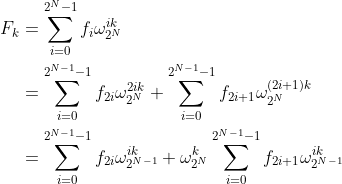 $F_k = \sum_{i=0}^{2^N-1} f_i \omega_{2^N}^{ik}$
$= \sum_{i=0}^{2^{N-1}-1} f_{2i} \omega_{2^N}^{2ik} + \sum_{i=0}^{2^{N-1}-1} f_{2i+1} \omega_{2^N}^{(2i+1)k}$
$= \sum_{i=0}^{2^{N-1}-1} f_{2i} \omega_{2^{N-1}}^{ik} + \omega_{2^N}^{k} \sum_{i=0}^{2^{N-1}-1} f_{2i+1} \omega_{2^{N-1}}^{ik}$